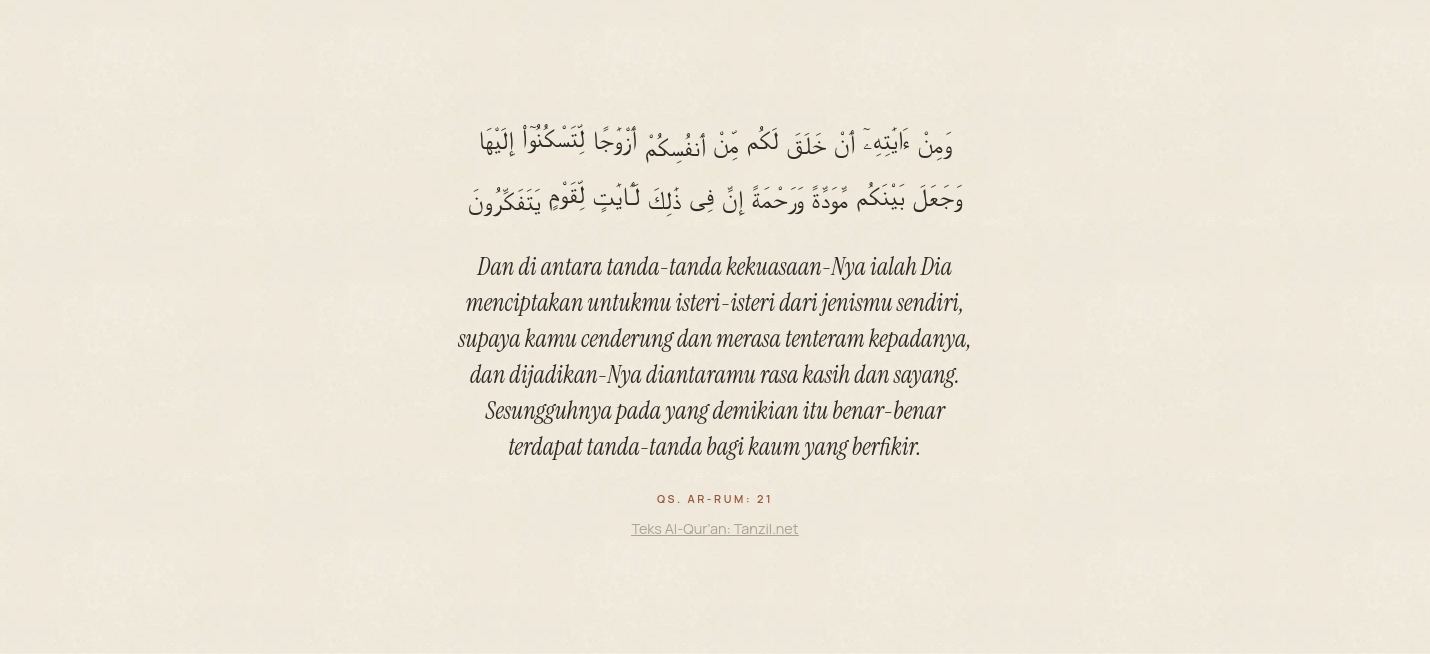 وَمِنْ ءَايَٰتِهِۦٓ أَنْ خَلَقَ لَكُم مِّنْ أَنفُسِكُمْ أَزْوَٰجًا لِّتَسْكُنُوٓا۟ إِلَيْهَا
وَجَعَلَ بَيْنَكُم مَّوَدَّةً وَرَحْمَةً إِنَّ فِى ذَٰلِكَ لَـَٔايَٰتٍ لِّقَوْمٍ يَتَفَكَّرُونَ
Dan di antara tanda-tanda kekuasaan-Nya ialah Dia
menciptakan untukmu isteri-isteri dari jenismu sendiri,
supaya kamu cenderung dan merasa tenteram kepadanya,
dan dijadikan-Nya diantaramu rasa kasih dan sayang.
Sesungguhnya pada yang demikian itu benar-benar
terdapat tanda-tanda bagi kaum yang berfikir.
QS. AR-RUM: 21
Teks Al-Qur'an: Tanzil.net